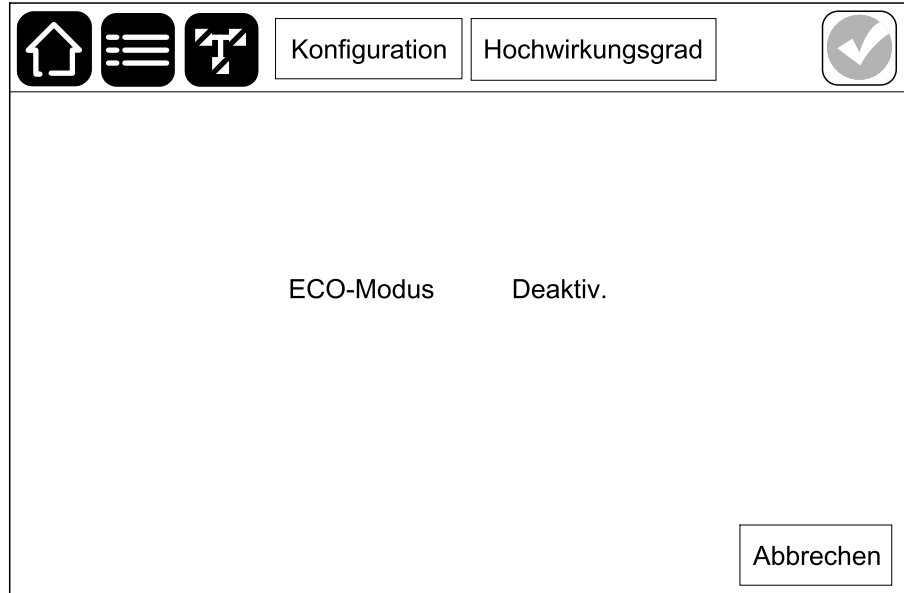 Konfiguration
Hochwirkungsgrad
ECO-Modus Deaktiv.
Abbrechen